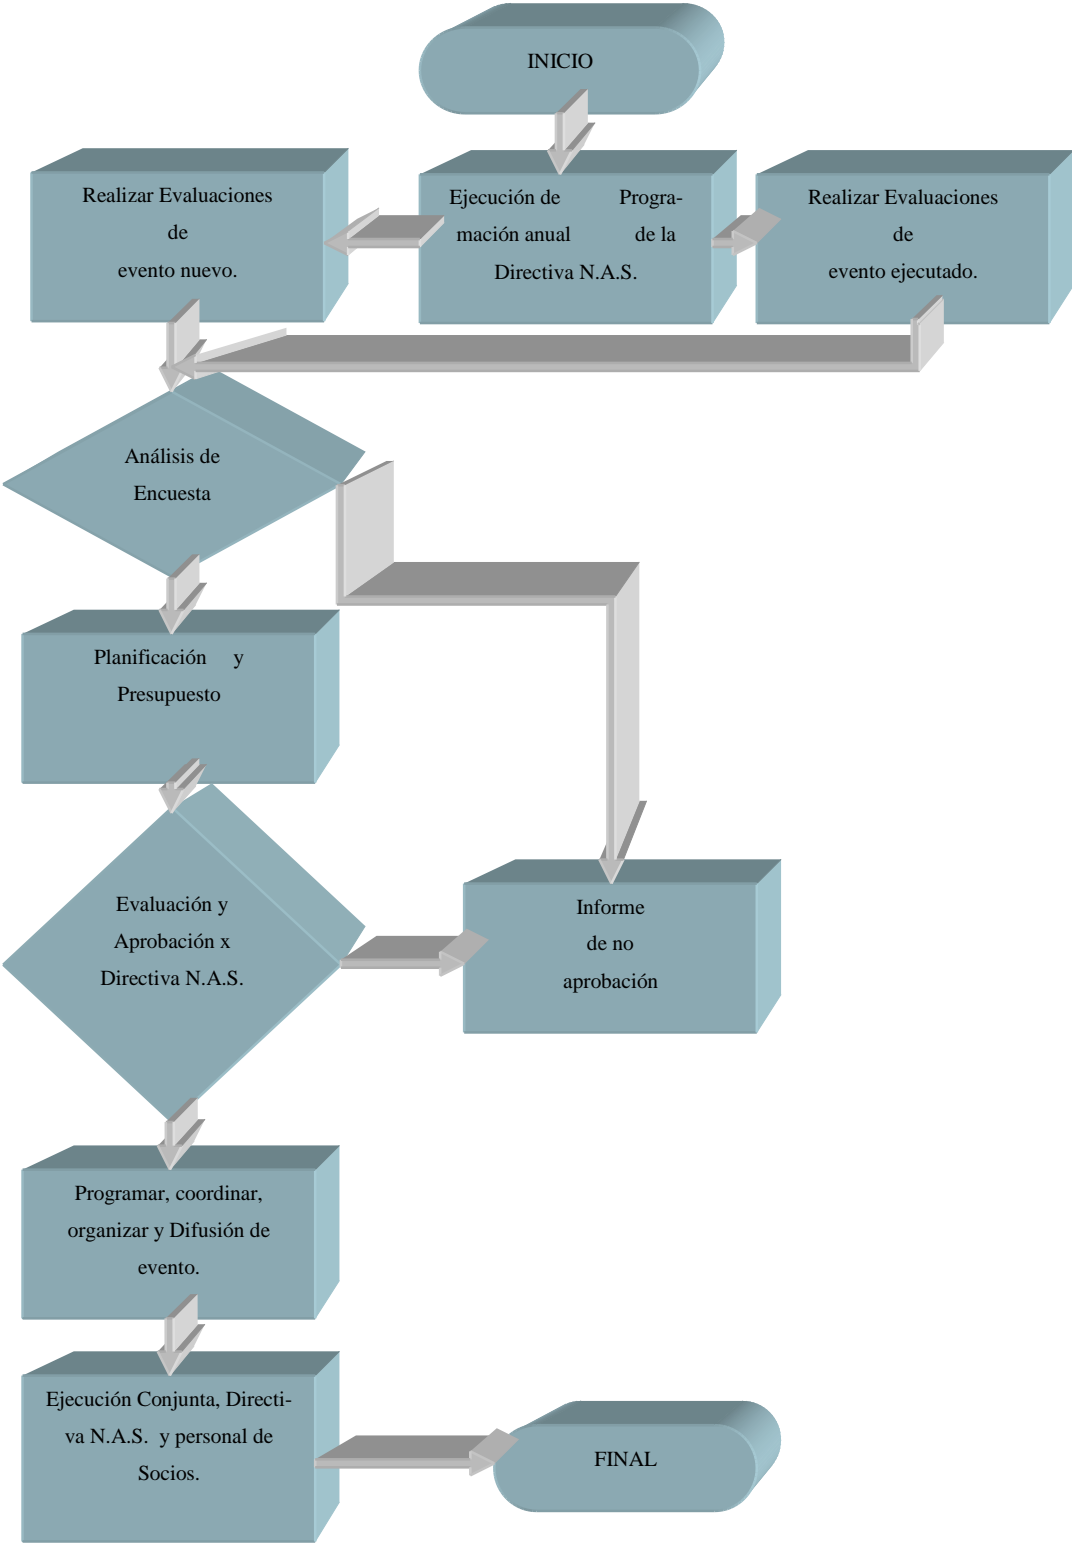 INICIO
Realizar Evaluaciones
de
evento nuevo.
Ejecución de Progra-
mación anual de la
Directiva N.A.S.
Realizar Evaluaciones
de
evento ejecutado.
Análisis de
Encuesta
Planificación y
Presupuesto
Evaluación y
Aprobación x
Directiva N.A.S.
Informe
de no
aprobación
Programar, coordinar,
organizar y Difusión de
evento.
Ejecución Conjunta, Directi-
va N.A.S. y personal de
Socios.
FINAL